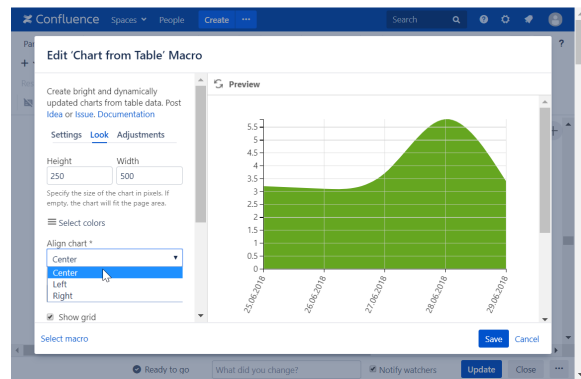 Confluence Spaces People Create ... Search
Pa
?
Edit 'Chart from Table' Macro
Create bright and dynamically
updated charts from table data. Post
Idea or Issue. Documentation
Settings Look Adjustments
Height Width
250 500
Specify the size of the chart in pixels. If
empty, the chart will fit the page area.
Select colors
Align chart *
Center
Center
Left
Right
Show grid
Preview
5.5
5
4.5
4
3.5
3
2.5
2
1.5
1
0.5
0
25.06.2018
26.06.2018
27.06.2018
28.06.2018
29.06.2018
Select macro
Save Cancel
Ready to go What did you change? Notify watchers Update Close ...